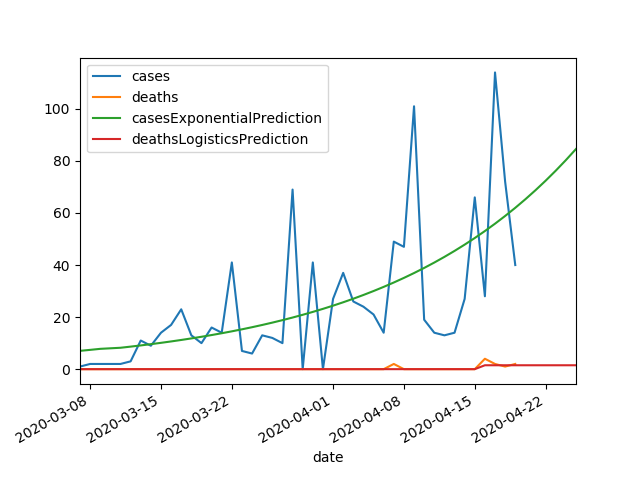 cases
deaths
casesExponentialPrediction
deathsLogisticsPrediction
100
80
60
40
20
0
2020-03-08
2020-03-15
2020-03-22
2020-04-01
2020-04-08
2020-04-15
2020-04-22
date